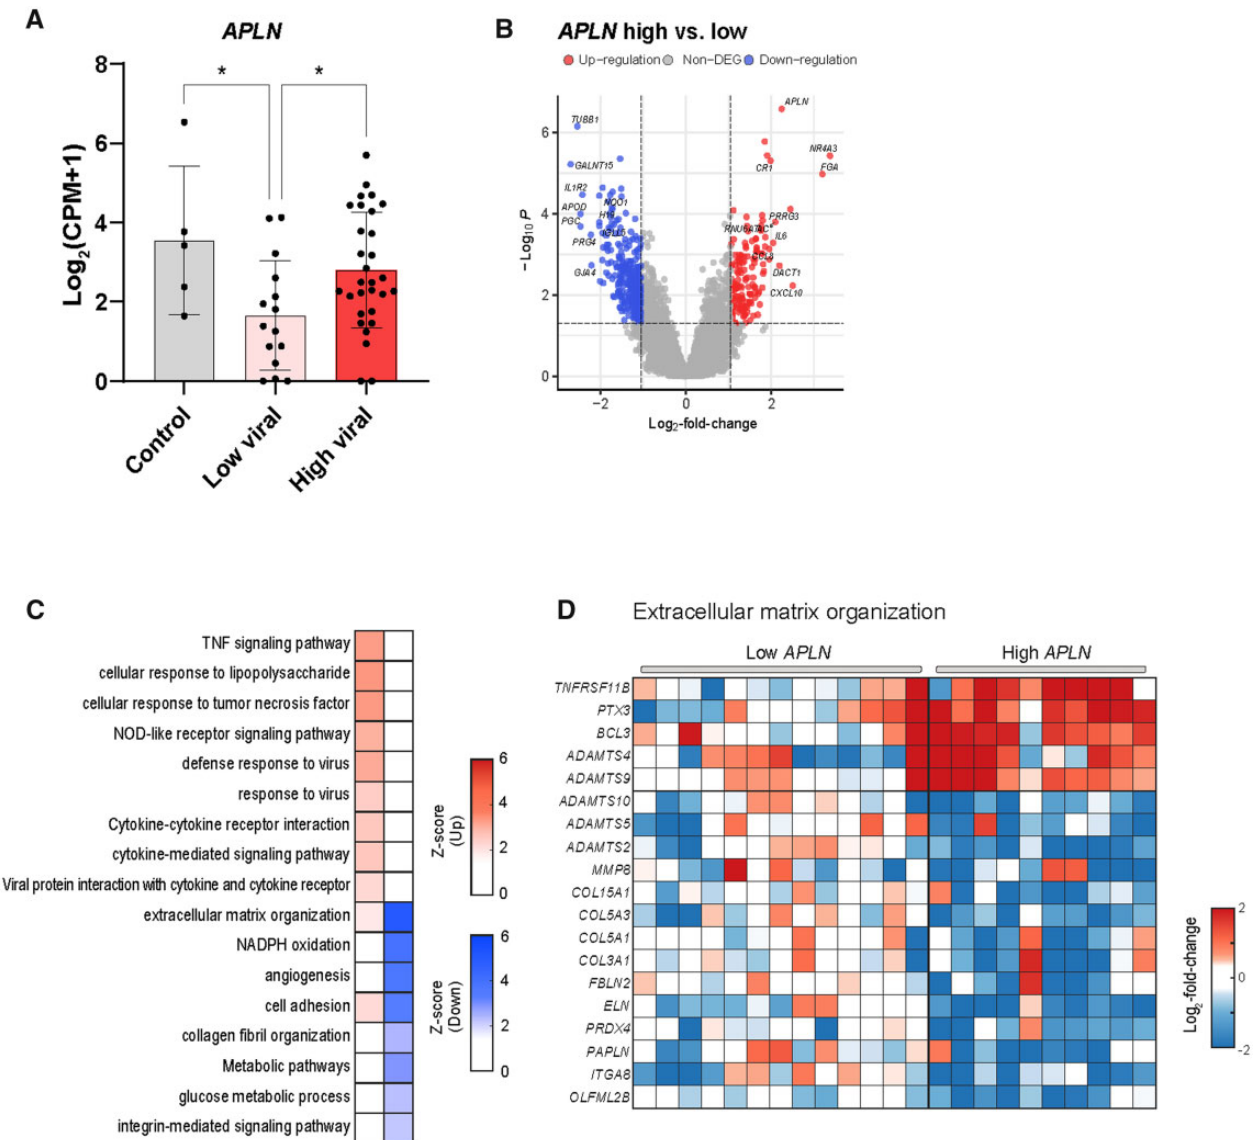 A
APLN
8
6
4
2
0
Log2(CPM+1)
*
*
Control
Low viral
High viral
B
APLN high vs. low
Up-regulation
Non-DEG
Down-regulation
APLN
TUBB1
NR4A3
FGA
CR1
GALNT15
IL1R2
APOD
NQO1
H19
PGC
PRRG3
IL6
PRG4
GJA4
DACT1
CXCL10
6
4
2
0
-Log10 P
-2
0
2
Log2-fold-change
C
TNF signaling pathway
cellular response to lipopolysaccharide
cellular response to tumor necrosis factor
NOD-like receptor signaling pathway
defense response to virus
response to virus
Cytokine-cytokine receptor interaction
cytokine-mediated signaling pathway
Viral protein interaction with cytokine and cytokine receptor
extracellular matrix organization
NADPH oxidation
angiogenesis
cell adhesion
collagen fibril organization
Metabolic pathways
glucose metabolic process
integrin-mediated signaling pathway
Z-score
(Up)
6
4
2
0
Z-score
(Down)
6
4
2
0
D
Extracellular matrix organization
Low APLN
High APLN
TNFRSF11B
PTX3
BCL3
ADAMTS4
ADAMTS9
ADAMTS10
ADAMTS5
ADAMTS2
MMP8
COL15A1
COL5A3
COL5A1
COL3A1
FBLN2
ELN
PRDX4
PAPLN
ITGA8
OLFML2B
Log2-fold-change
2
0
-2